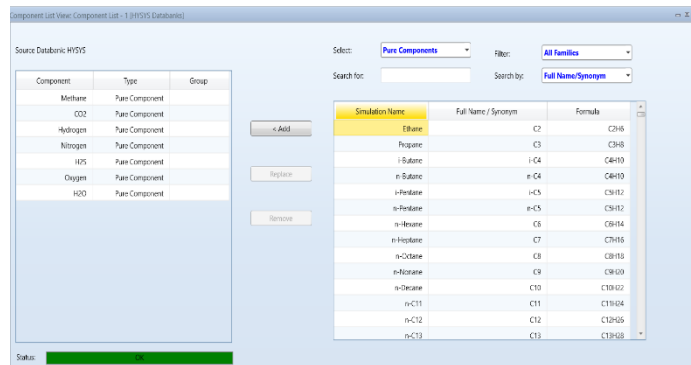 Component List View: Component List - 1 [HYSYS Databanks]
Source Databank: HYSYS
Select: Pure Components Filter: All Families
Search for: Search by: Full Name/Synonym
Component Type Group
Methane Pure Component
CO2 Pure Component
Hydrogen Pure Component
Nitrogen Pure Component
H2S Pure Component
Oxygen Pure Component
H2O Pure Component
< Add
Replace
Remove
Simulation Name Full Name / Synonym Formula
Ethane C2 C2H6
Propane C3 C3H8
i-Butane i-C4 C4H10
n-Butane n-C4 C4H10
i-Pentane i-C5 C5H12
n-Pentane n-C5 C5H12
n-Hexane C6 C6H14
n-Heptane C7 C7H16
n-Octane C8 C8H18
n-Nonane C9 C9H20
n-Decane C10 C10H22
n-C11 C11 C11H24
n-C12 C12 C12H26
n-C13 C13 C13H28
Status: OK